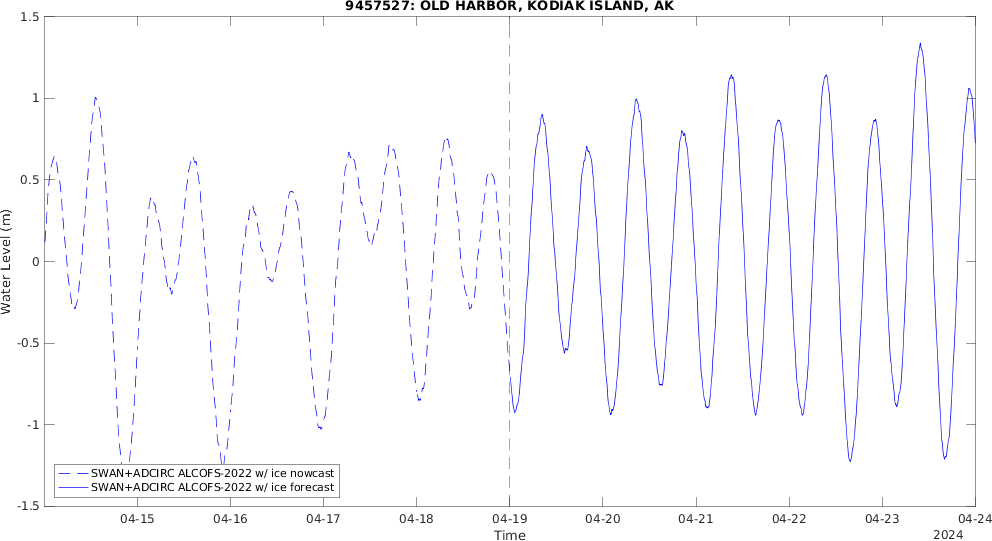 9457527: OLD HARBOR, KODIAK ISLAND, AK
1.5
1
0.5
0
-0.5
-1
-1.5
Water Level (m)
SWAN+ADCIRC ALCOFS-2022 w/ ice nowcast
SWAN+ADCIRC ALCOFS-2022 w/ ice forecast
04-15 04-16 04-17 04-18 04-19 04-20 04-21 04-22 04-23 04-24
Time
2024